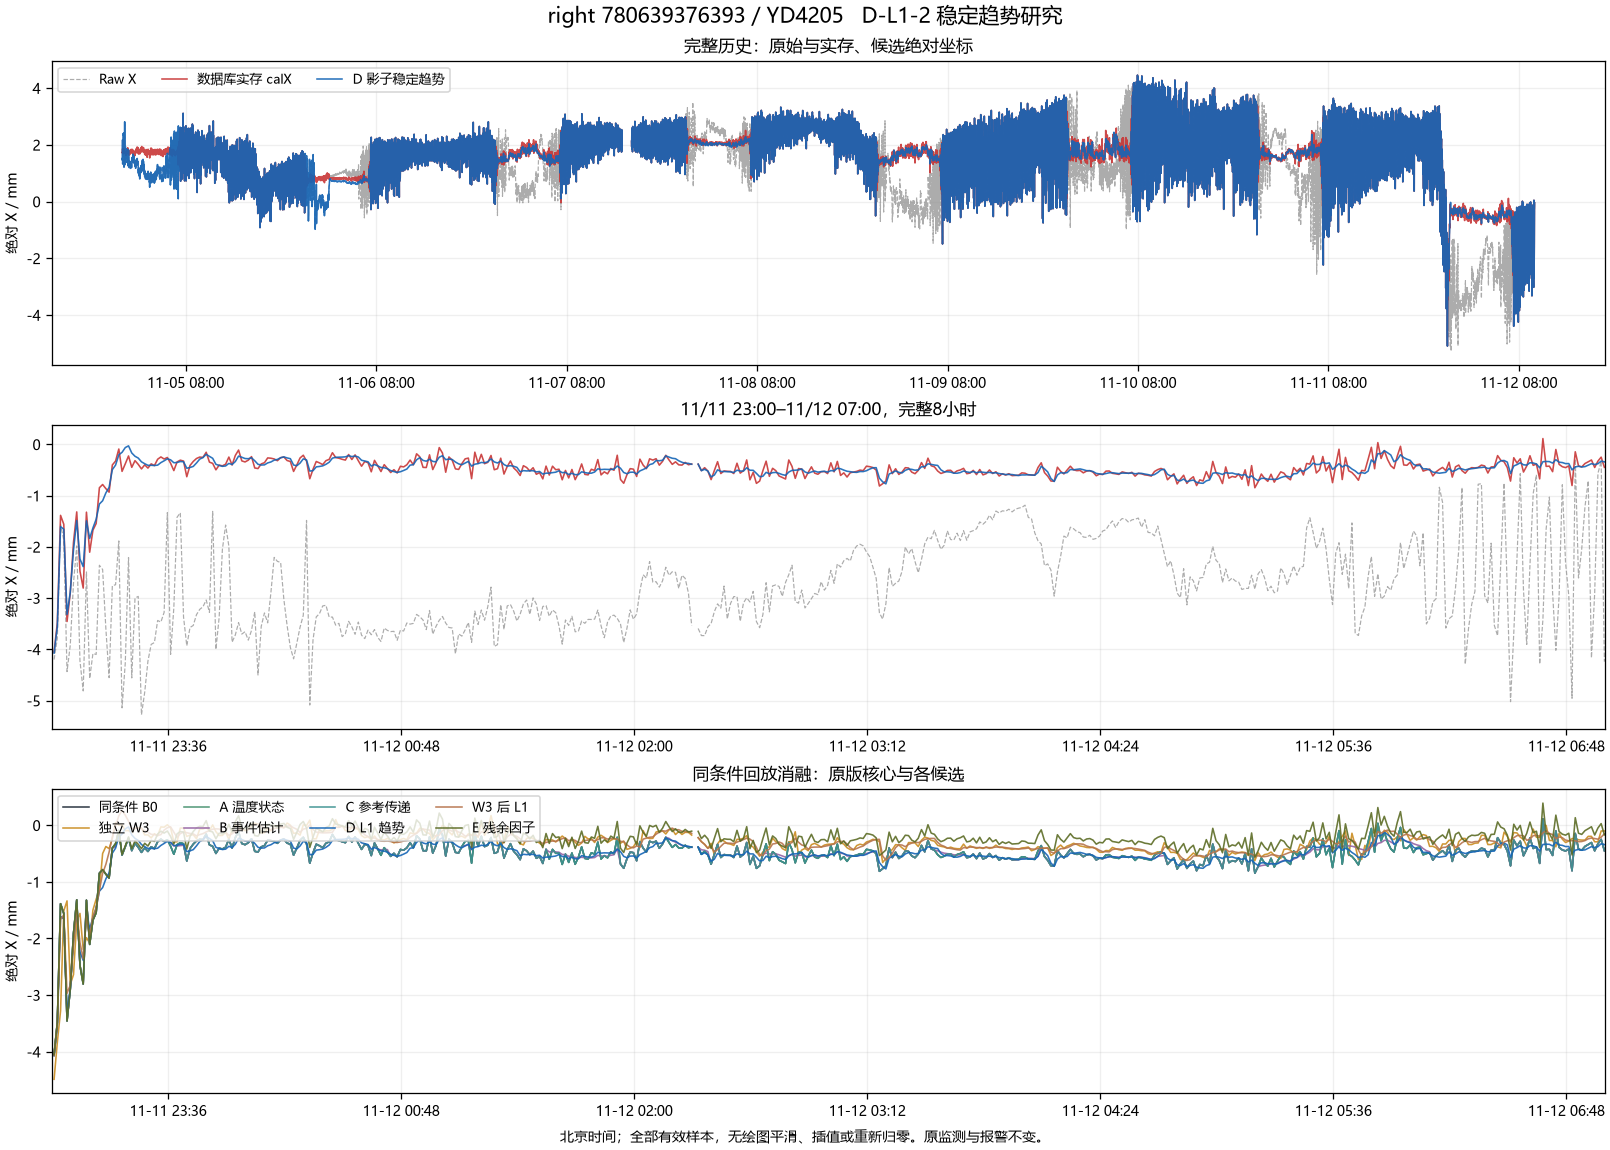 right 780639376393 / YD4205   D-L1-2 稳定趋势研究
完整历史：原始与实存、候选绝对坐标
Raw X  数据库实存 calX  D 影子稳定趋势
绝对 X / mm
4
2
0
-2
-4
11-05 08:00  11-06 08:00  11-07 08:00  11-08 08:00  11-09 08:00  11-10 08:00  11-11 08:00  11-12 08:00
11/11 23:00–11/12 07:00，完整8小时
绝对 X / mm
0
-1
-2
-3
-4
-5
11-11 23:36  11-12 00:48  11-12 02:00  11-12 03:12  11-12 04:24  11-12 05:36  11-12 06:48
同条件回放消融：原版核心与各候选
同条件 B0  A 温度状态  C 参考传递  W3 后 L1
独立 W3  B 事件估计  D L1 趋势  E 残余因子
绝对 X / mm
0
-1
-2
-3
-4
11-11 23:36  11-12 00:48  11-12 02:00  11-12 03:12  11-12 04:24  11-12 05:36  11-12 06:48
北京时间；全部有效样本，无绘图平滑、插值或重新归零。原监测与报警不变。